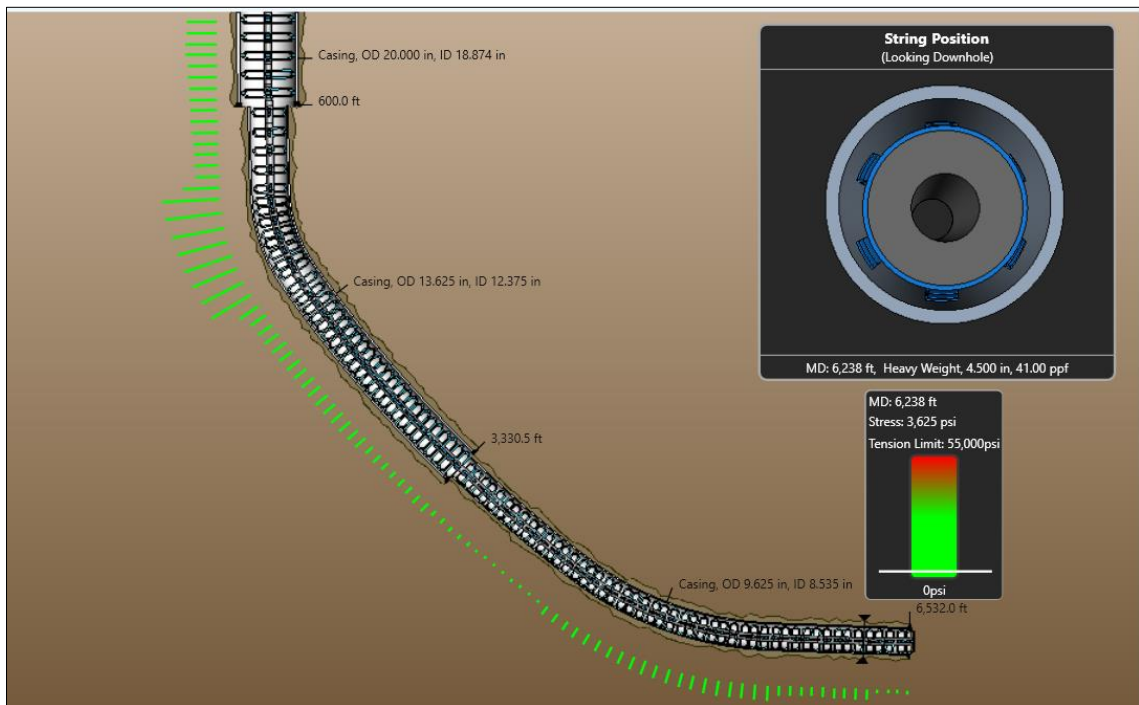 Casing, OD 20.000 in, ID 18.874 in
600.0 ft
Casing, OD 13.625 in, ID 12.375 in
3,330.5 ft
Casing, OD 9.625 in, ID 8.535 in
6,532.0 ft
String Position
(Looking Downhole)
MD: 6,238 ft, Heavy Weight, 4.500 in, 41.00 ppf
MD: 6,238 ft
Stress: 3,625 psi
Tension Limit: 55,000psi
0psi